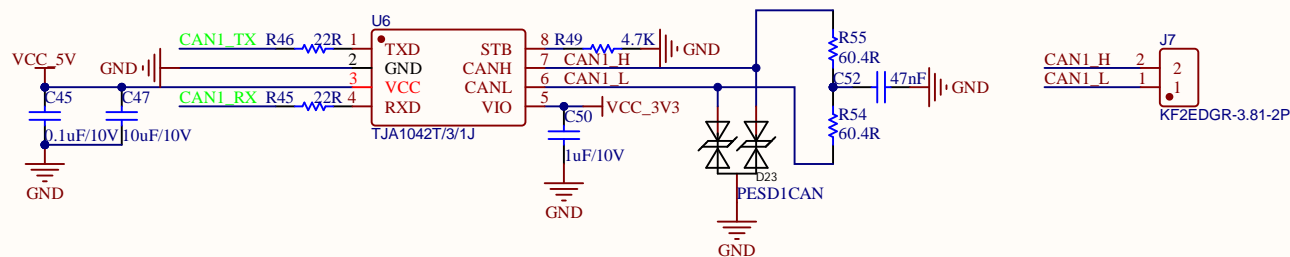 U6
CAN1_TX R46 22R 1 TXD STB 8 R49 4.7K GND
GND 2 GND CANH 7 CAN1_H
VCC_5V 3 VCC CANL 6 CAN1_L
CAN1_RX R45 22R 4 RXD VIO 5 VCC_3V3
TJA1042T/3/1J
C45
0.1uF/10V
C47
10uF/10V
GND
C50
1uF/10V
GND
D23
PESD1CAN
GND
R55
60.4R
C52 47nF GND
R54
60.4R
J7
CAN1_H 2 2
CAN1_L 1 1
KF2EDGR-3.81-2P